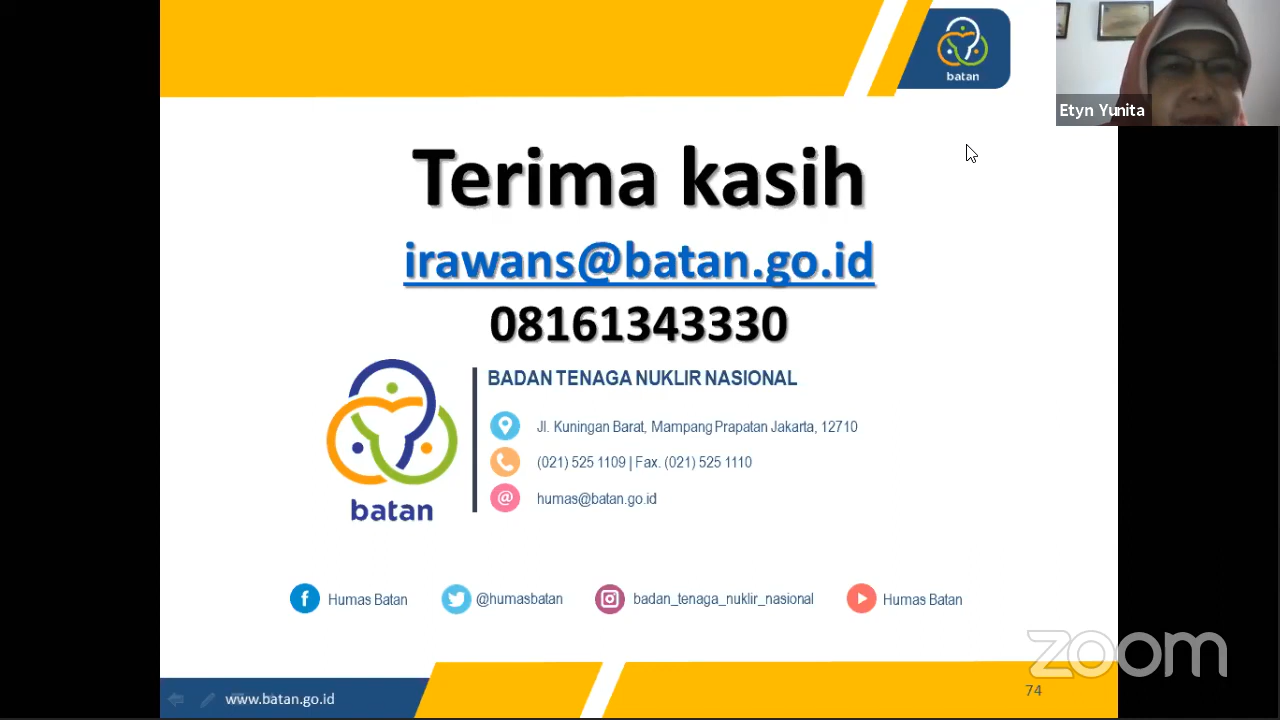 batan
Etyn Yunita
Terima kasih
irawans@batan.go.id
08161343330
BADAN TENAGA NUKLIR NASIONAL
Jl. Kuningan Barat, Mampang Prapatan Jakarta, 12710
(021) 525 1109 | Fax. (021) 525 1110
@ humas@batan.go.id
batan
f Humas Batan @humasbatan badan_tenaga_nuklir_nasional Humas Batan
zoom
74
www.batan.go.id